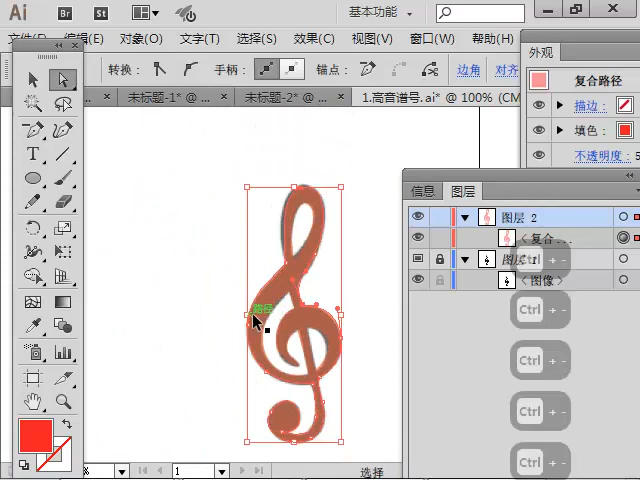 Ai Br St 基本功能
文件(F) 编辑(E) 对象(O) 文字(T) 选择(S) 效果(C) 视图(V) 窗口(W) 帮助(H)
转换： 手柄： 锚点： 边角 对齐
未标题-1* @ ... × 未标题-2* @ ... × 1.高音谱号.ai* @ 100% (CM
外观
复合路径
描边：
填色：
不透明度：5
信息 图层
图层 2
<复合...
图层 1
<图像>
路径
Ctrl + -
Ctrl + -
Ctrl + -
Ctrl + -
Ctrl + -
% 1 选择